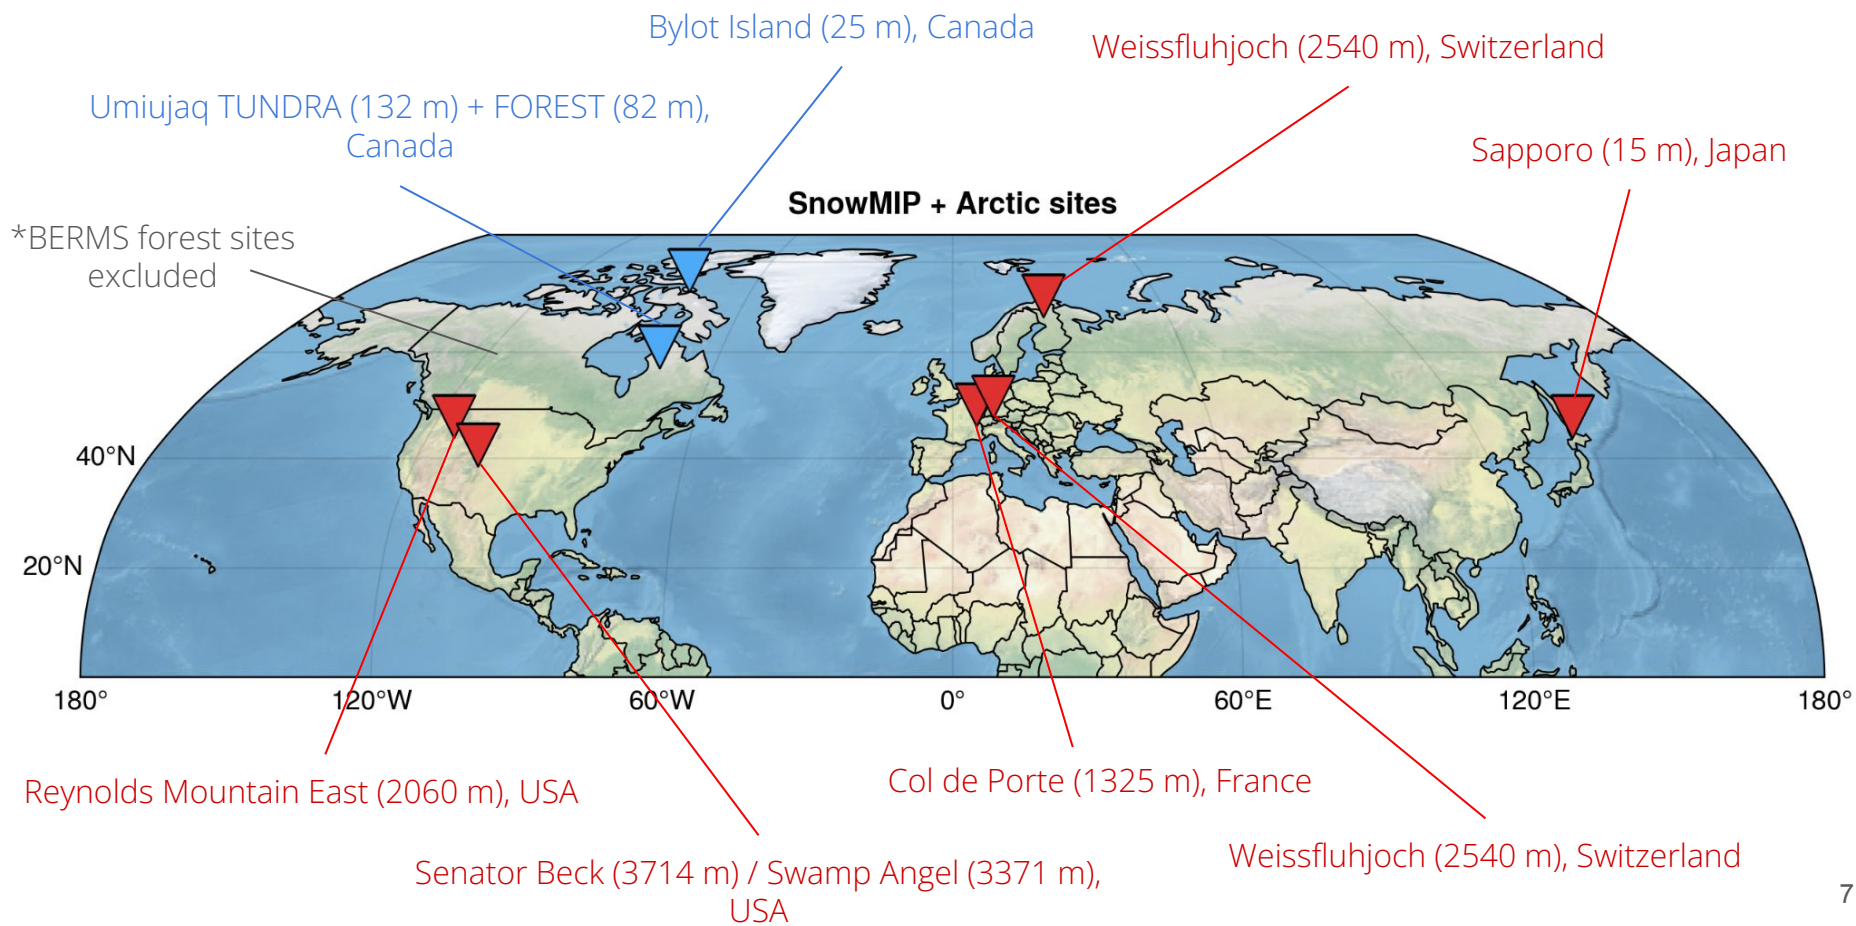 Bylot Island (25 m), Canada
Weissfluhjoch (2540 m), Switzerland
Umiujaq TUNDRA (132 m) + FOREST (82 m),
Canada
Sapporo (15 m), Japan
SnowMIP + Arctic sites
*BERMS forest sites
excluded
40°N
20°N
180°
120°W
60°W
0°
60°E
120°E
180°
Reynolds Mountain East (2060 m), USA
Col de Porte (1325 m), France
Senator Beck (3714 m) / Swamp Angel (3371 m),
USA
Weissfluhjoch (2540 m), Switzerland
7